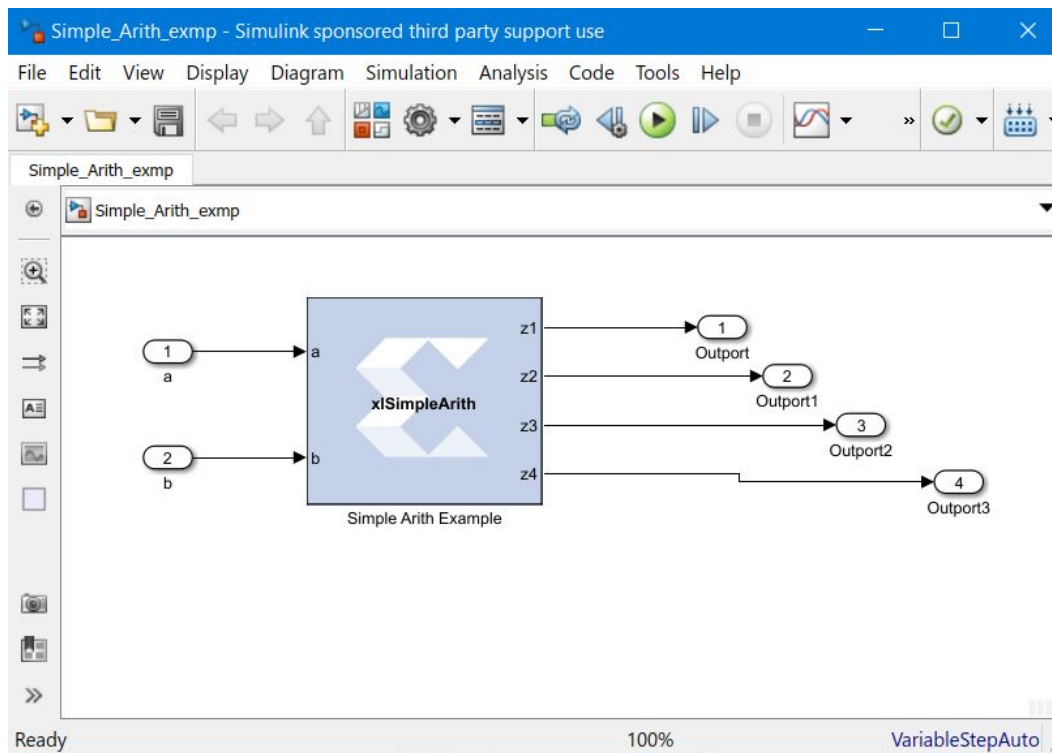 Simple_Arith_exmp - Simulink sponsored third party support use
File Edit View Display Diagram Simulation Analysis Code Tools Help
»
Simple_Arith_exmp
Simple_Arith_exmp
1
a
2
b
a
b
xlSimpleArith
z1
z2
z3
z4
Simple Arith Example
1
Outport
2
Outport1
3
Outport2
4
Outport3
A
»
Ready 100% VariableStepAuto